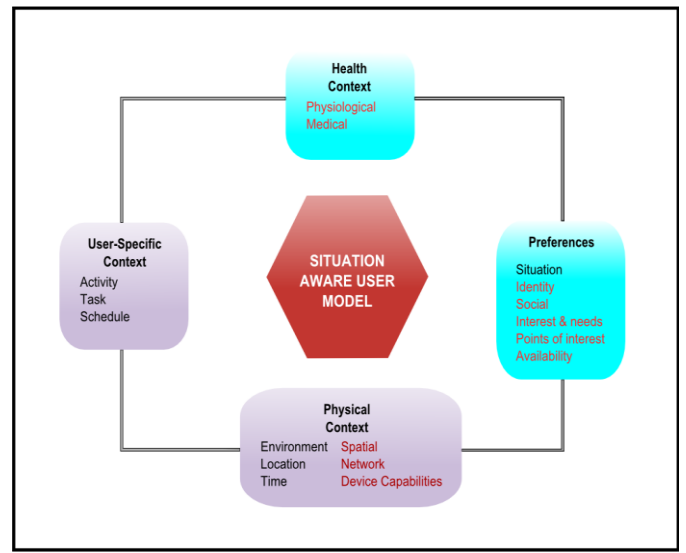 Health
Context
Physiological
Medical
User-Specific
Context
Activity
Task
Schedule
SITUATION
AWARE USER
MODEL
Preferences
Situation
Identity
Social
Interest & needs
Points of interest
Availability
Physical
Context
Environment Spatial
Location Network
Time Device Capabilities